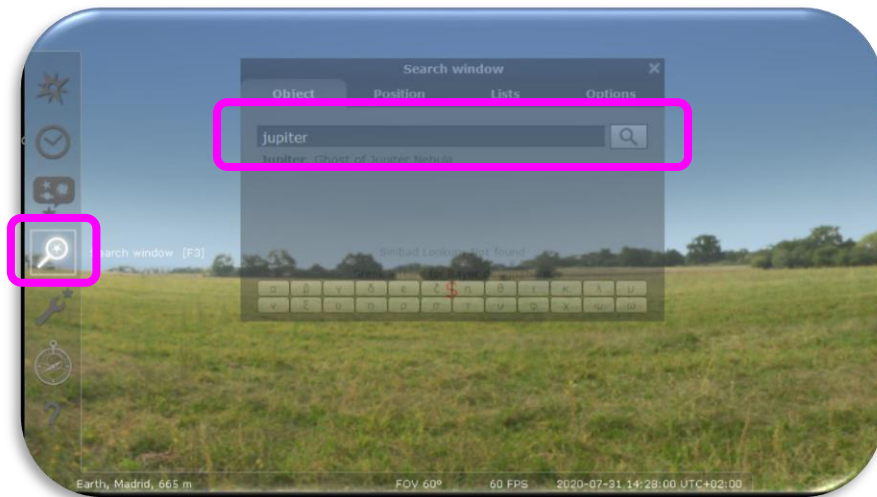 Search window
Object Position Lists Options
jupiter
Jupiter, Ghost of Jupiter Nebula
Search window [F3]
Simbad Lookup: Not found
α β γ δ ε ζ η θ ι κ λ μ
ν ξ ο π ρ σ τ υ φ χ ψ ω
Earth, Madrid, 665 m FOV 60° 60 FPS 2020-07-31 14:28:00 UTC+02:00